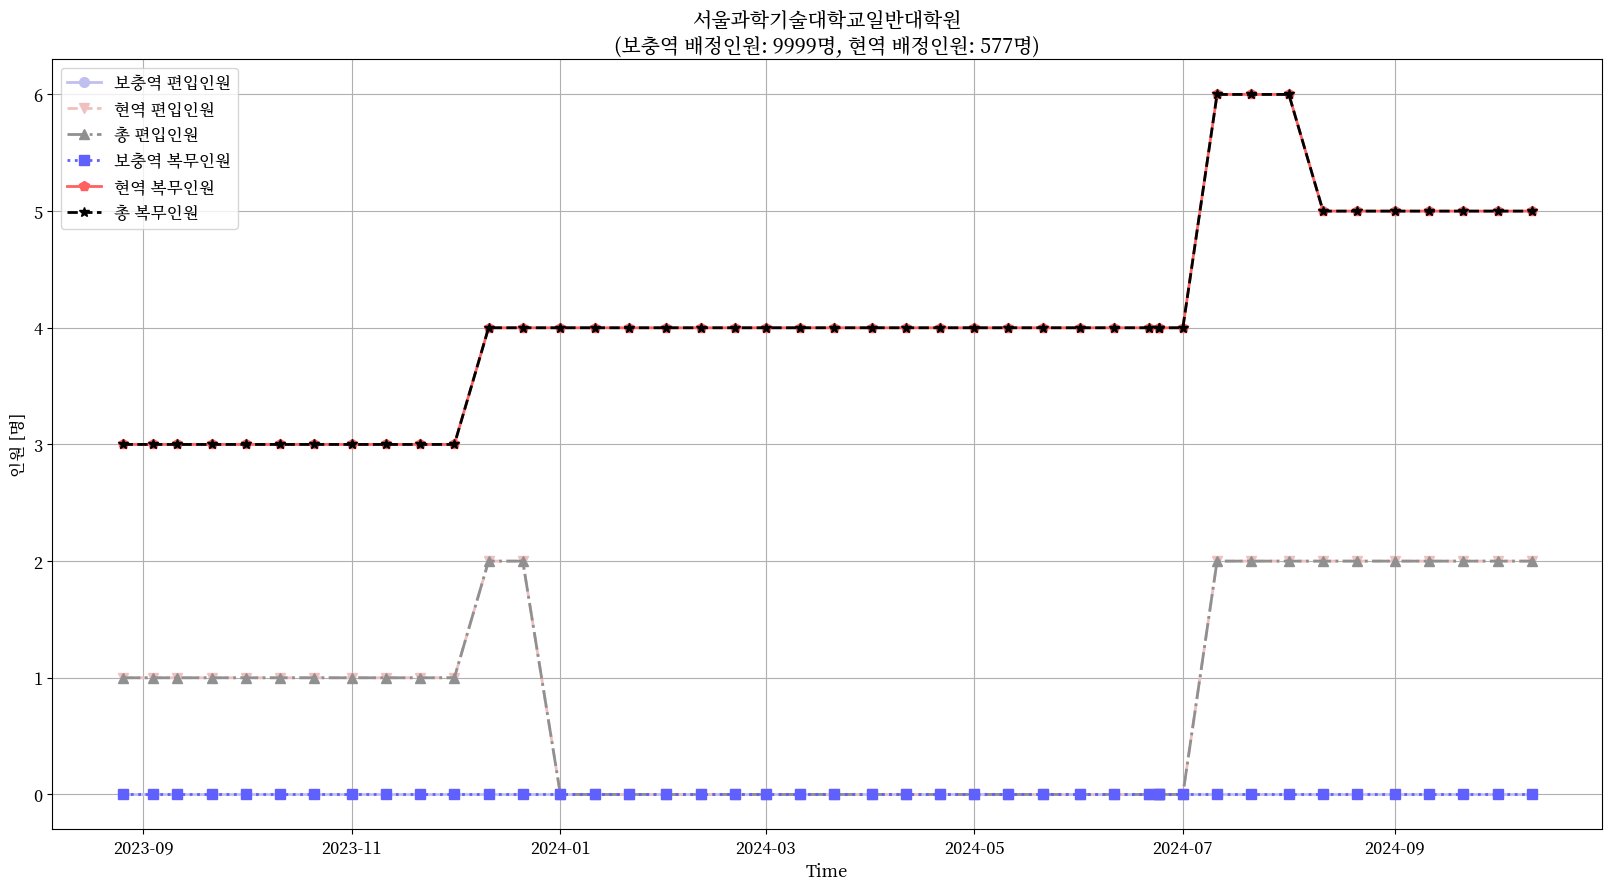 서울과학기술대학교일반대학원
(보충역 배정인원: 9999명, 현역 배정인원: 577명)
보충역 편입인원
현역 편입인원
총 편입인원
보충역 복무인원
현역 복무인원
총 복무인원
인원 [명]
6
5
4
3
2
1
0
2023-09
2023-11
2024-01
2024-03
2024-05
2024-07
2024-09
Time